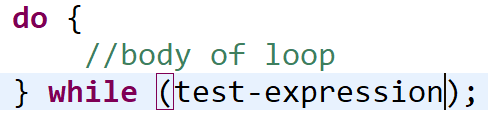 do {
    //body of loop
} while (test-expression);